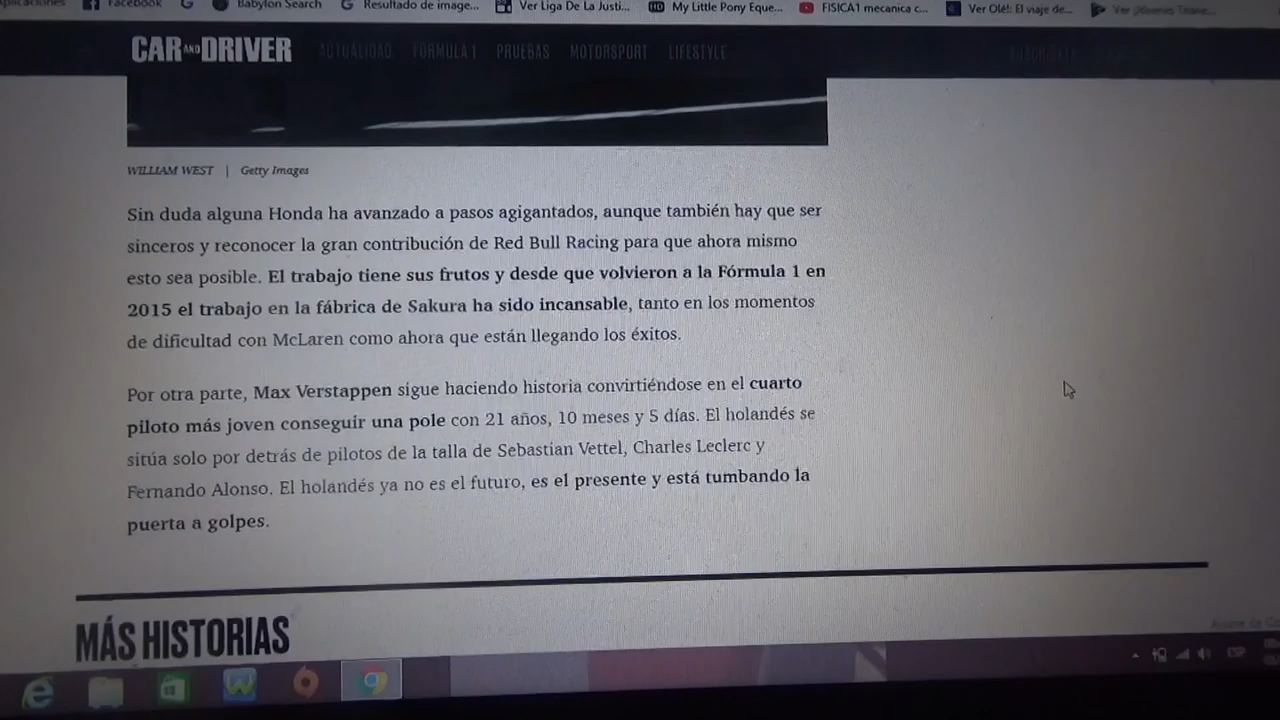 Facebook
Babylon Search
Resultado de image...
Ver Liga De La Justi...
My Little Pony Eque...
FISICA1 mecanica c...
Ver Olé!: El viaje de...
CAR AND DRIVER ACTUALIDAD FÓRMULA 1 PRUEBAS MOTORSPORT LIFESTYLE
WILLIAM WEST | Getty Images
Sin duda alguna Honda ha avanzado a pasos agigantados, aunque también hay que ser
sinceros y reconocer la gran contribución de Red Bull Racing para que ahora mismo
esto sea posible. El trabajo tiene sus frutos y desde que volvieron a la Fórmula 1 en
2015 el trabajo en la fábrica de Sakura ha sido incansable, tanto en los momentos
de dificultad con McLaren como ahora que están llegando los éxitos.
Por otra parte, Max Verstappen sigue haciendo historia convirtiéndose en el cuarto
piloto más joven conseguir una pole con 21 años, 10 meses y 5 días. El holandés se
sitúa solo por detrás de pilotos de la talla de Sebastian Vettel, Charles Leclerc y
Fernando Alonso. El holandés ya no es el futuro, es el presente y está tumbando la
puerta a golpes.
MÁS HISTORIAS
ESP